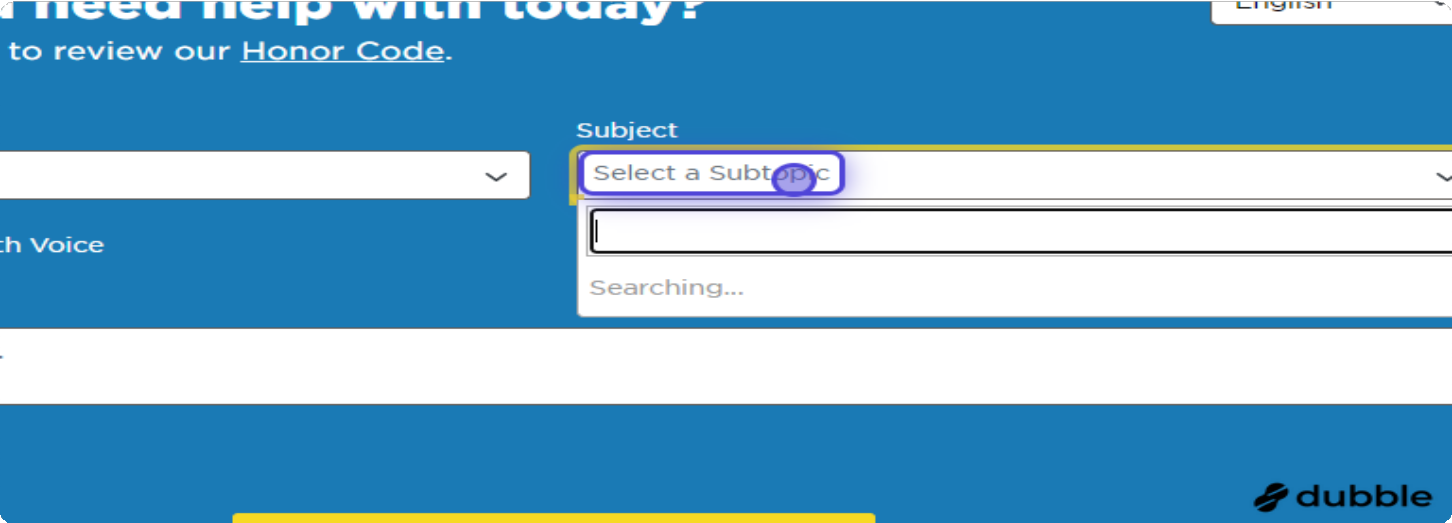 need help with today?
English
to review our Honor Code.
Subject
Select a Subtopic
th Voice
Searching...
dubble